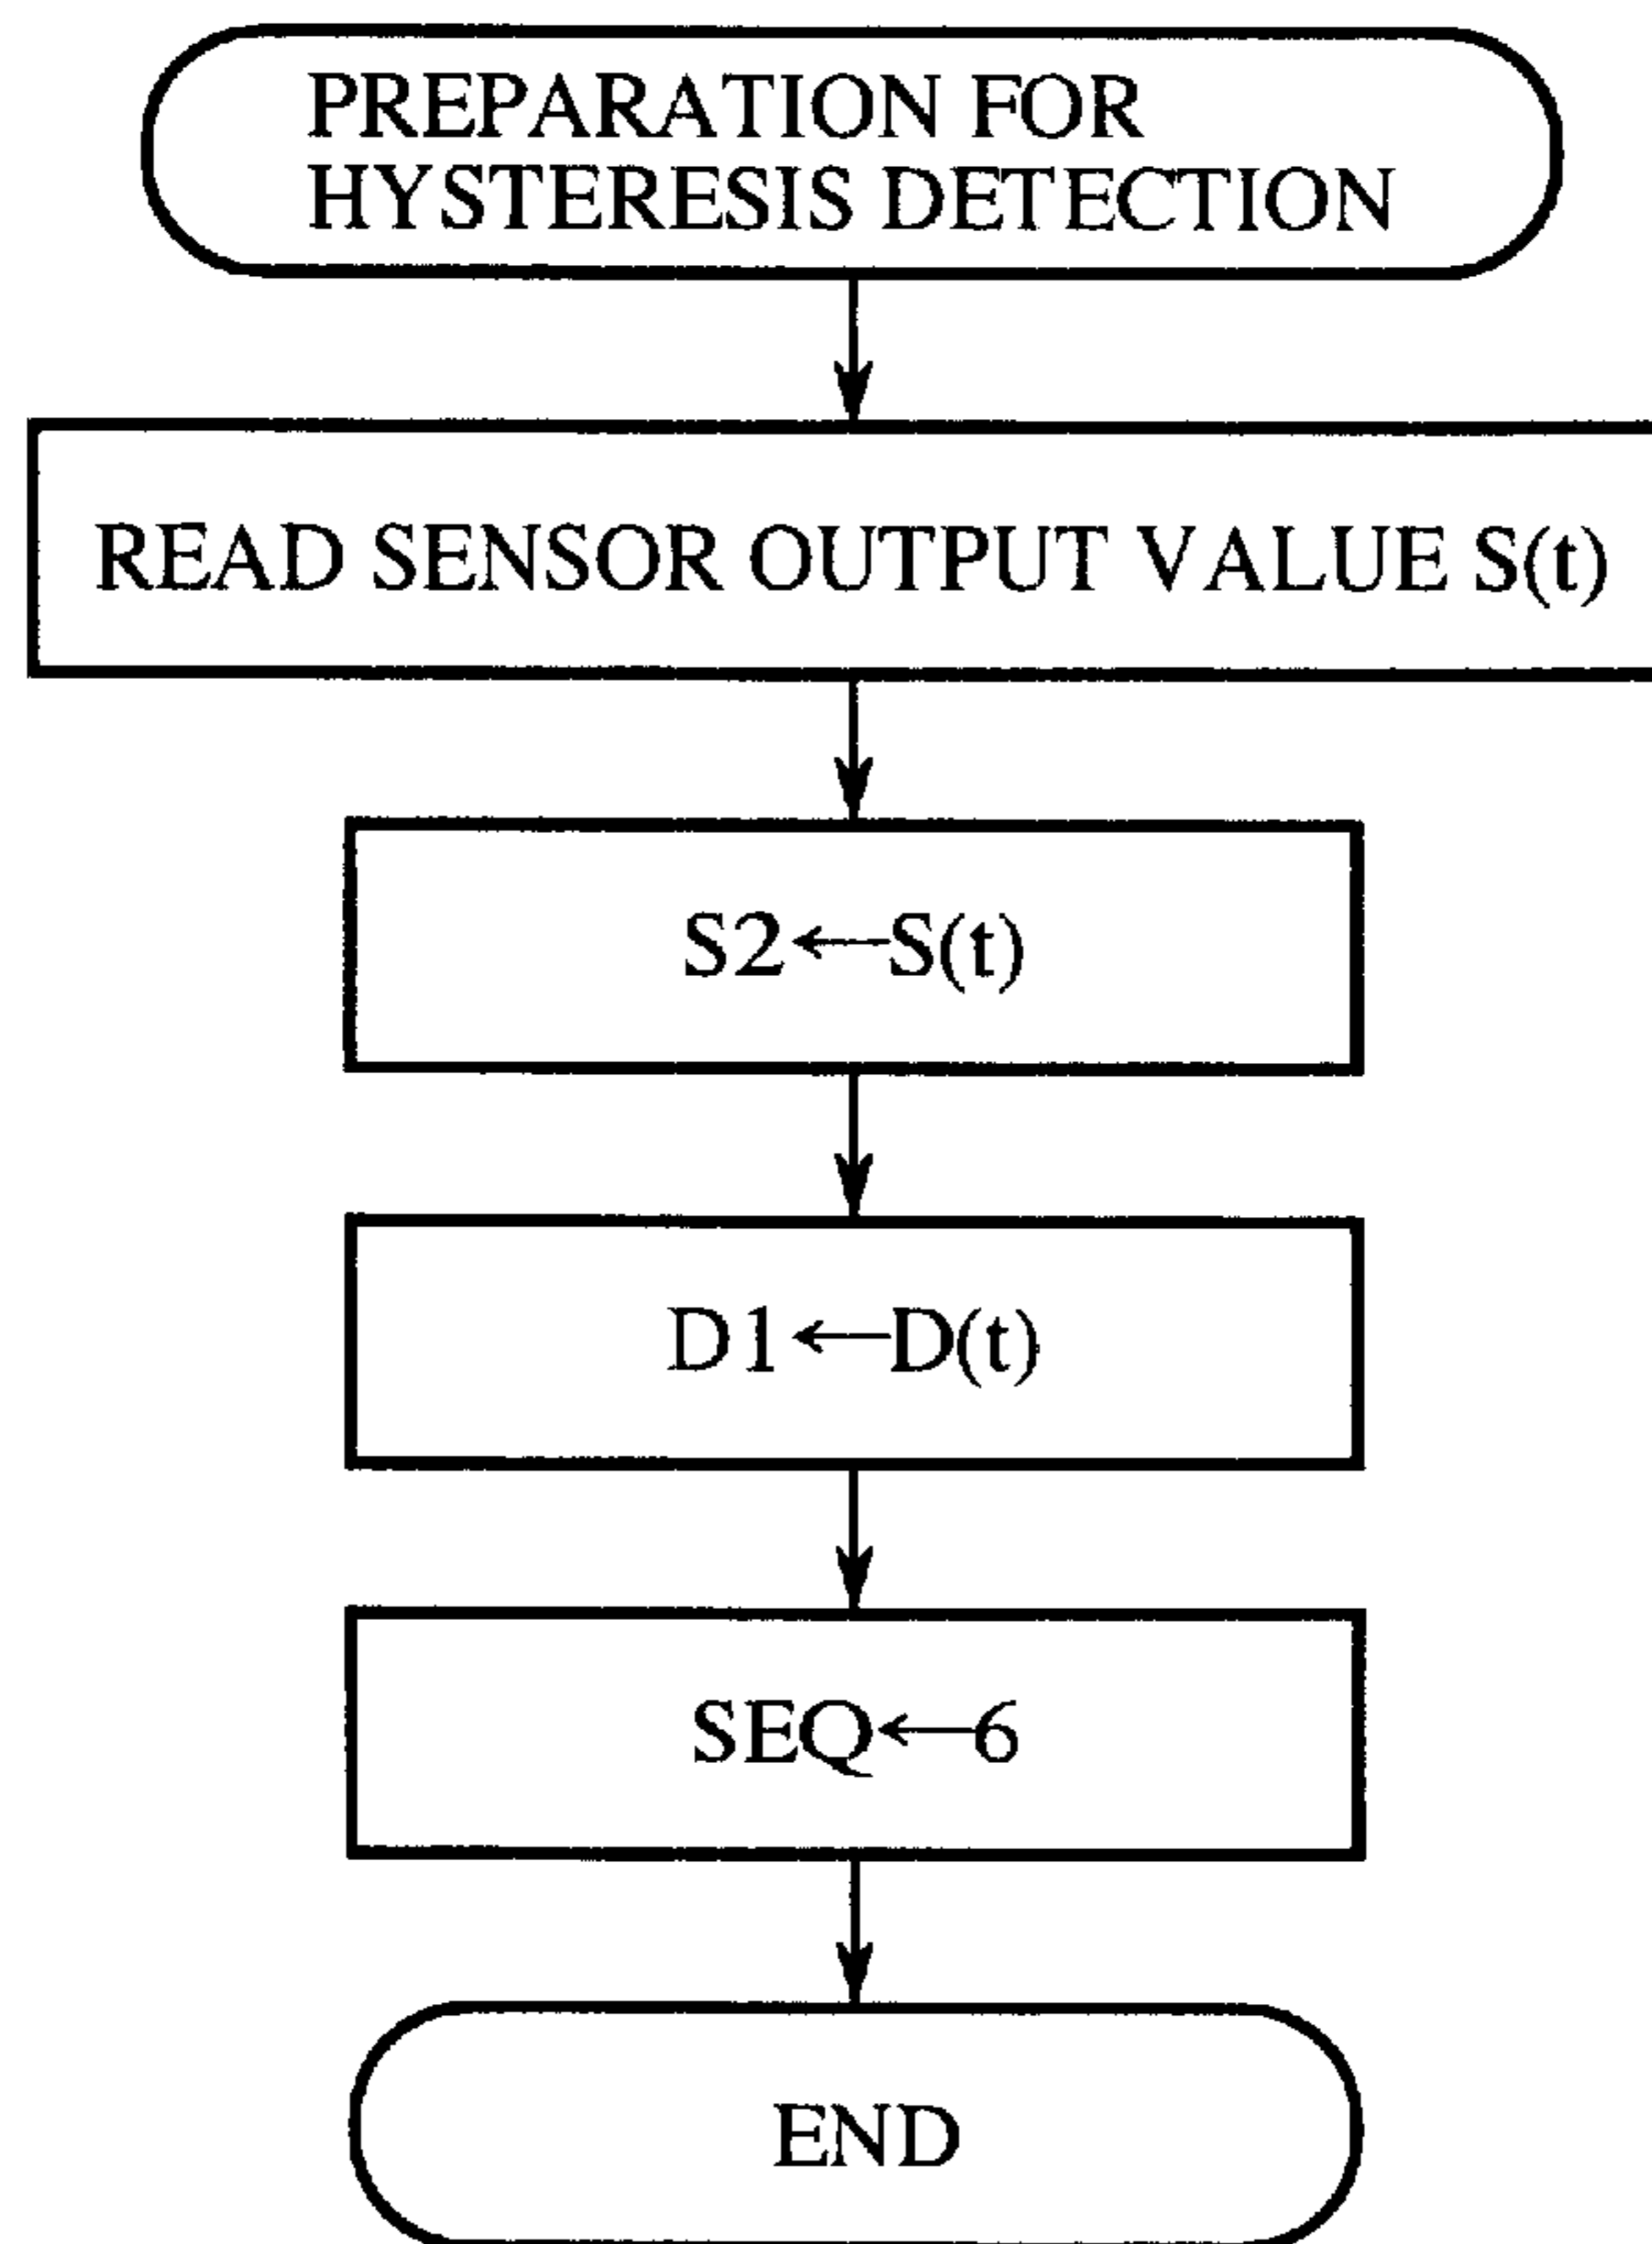 PREPARATION FOR
HYSTERESIS DETECTION
READ SENSOR OUTPUT VALUE S(t)
S2←S(t)
D1←D(t)
SEQ←6
END